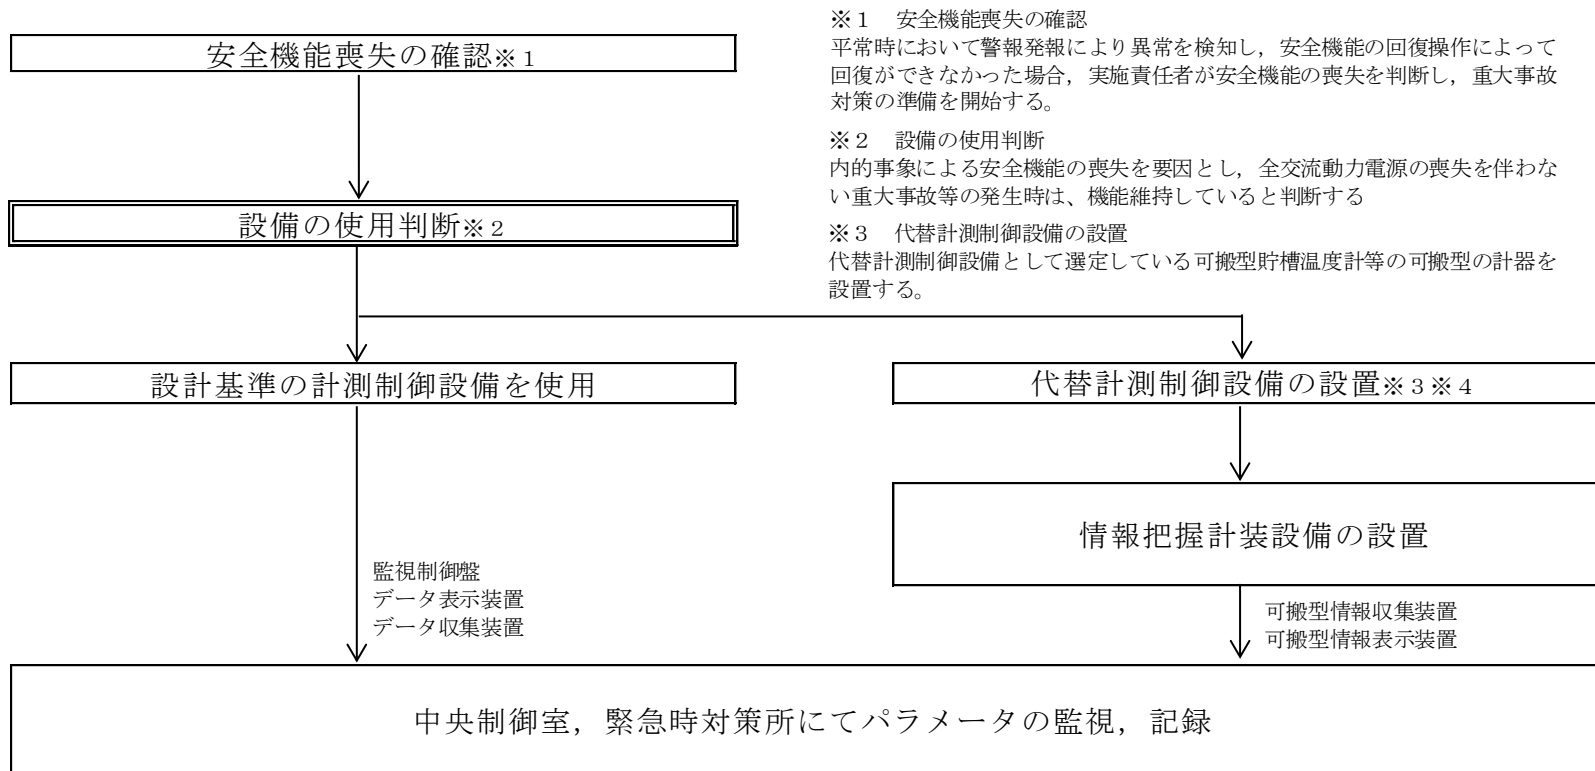 ※１　安全機能喪失の確認
平常時において警報発報により異常を検知し，安全機能の回復操作によって
回復ができなかった場合，実施責任者が安全機能の喪失を判断し，重大事故
対策の準備を開始する。
※２　設備の使用判断
内的事象による安全機能の喪失を要因とし，全交流動力電源の喪失を伴わな
い重大事故等の発生時は、機能維持していると判断する
※３　代替計測制御設備の設置
代替計測制御設備として選定している可搬型貯槽温度計等の可搬型の計器を
設置する。
安全機能喪失の確認※１
設備の使用判断※２
設計基準の計測制御設備を使用
代替計測制御設備の設置※３※４
情報把握計装設備の設置
監視制御盤
データ表示装置
データ収集装置
可搬型情報収集装置
可搬型情報表示装置
中央制御室，緊急時対策所にてパラメータの監視，記録